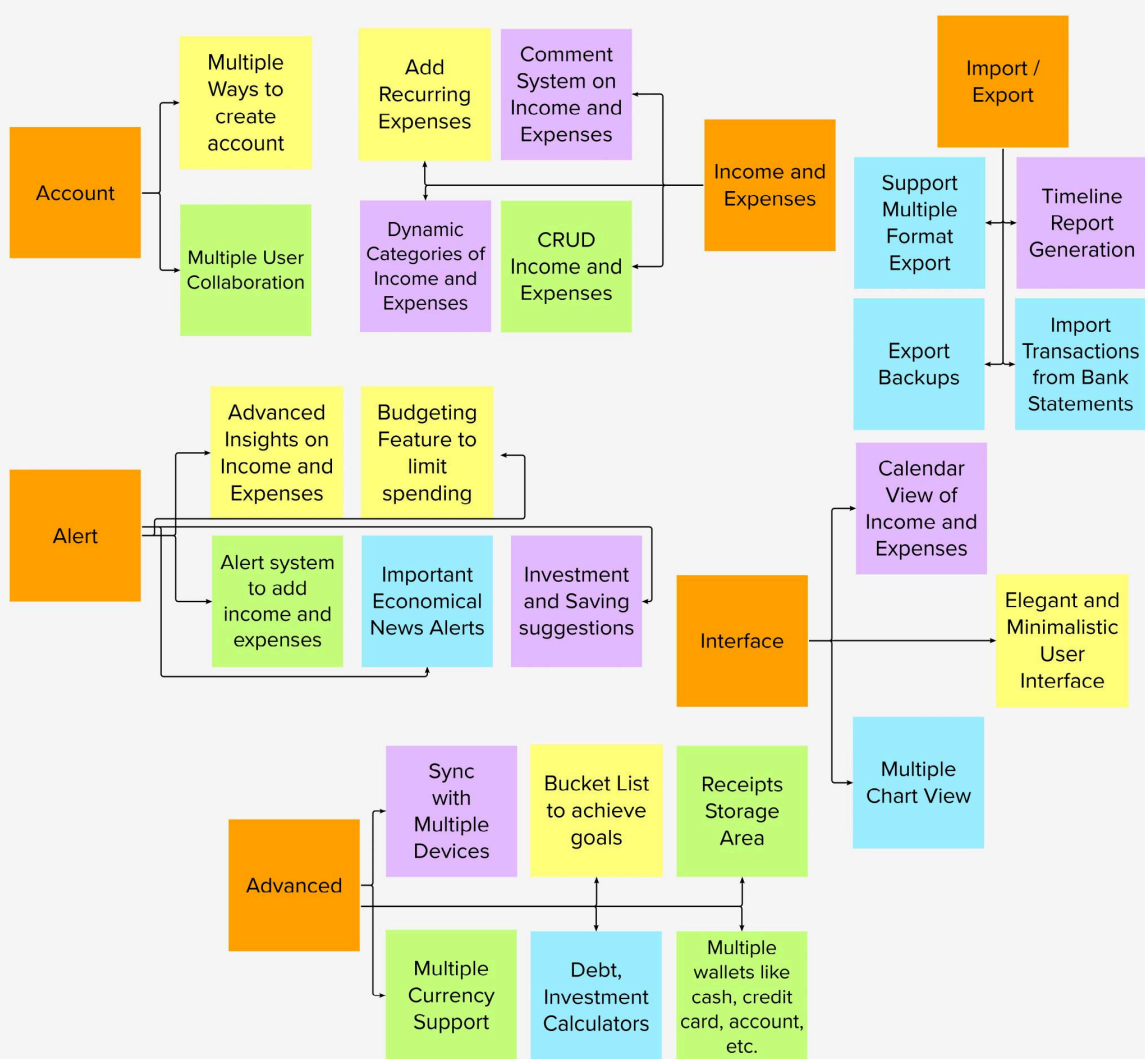 Account
Multiple
Ways to
create
account
Multiple User
Collaboration
Add
Recurring
Expenses
Comment
System on
Income and
Expenses
Dynamic
Categories of
Income and
Expenses
CRUD
Income and
Expenses
Income and
Expenses
Import /
Export
Support
Multiple
Format
Export
Timeline
Report
Generation
Export
Backups
Import
Transactions
from Bank
Statements
Alert
Advanced
Insights on
Income and
Expenses
Budgeting
Feature to
limit
spending
Alert system
to add
income and
expenses
Important
Economical
News Alerts
Investment
and Saving
suggestions
Interface
Calendar
View of
Income and
Expenses
Elegant and
Minimalistic
User
Interface
Multiple
Chart View
Advanced
Sync
with
Multiple
Devices
Bucket List
to achieve
goals
Receipts
Storage
Area
Multiple
Currency
Support
Debt,
Investment
Calculators
Multiple
wallets like
cash, credit
card, account,
etc.